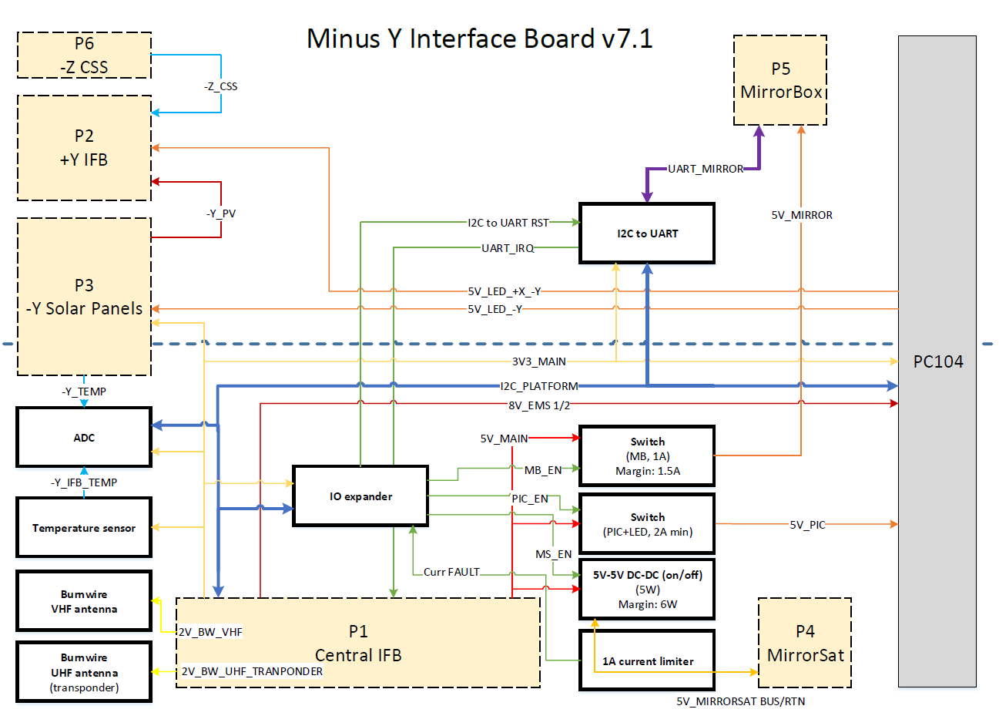 Minus Y Interface Board v7.1
P6
-Z CSS
-Z_CSS
P2
+Y IFB
-Y_PV
P3
-Y Solar Panels
P5
MirrorBox
UART_MIRROR
5V_MIRROR
I2C to UART RST
I2C to UART
UART_IRQ
5V_LED_+X_-Y
5V_LED_-Y
3V3_MAIN
PC104
I2C_PLATFORM
8V_EMS 1/2
-Y_TEMP
ADC
-Y_IFB_TEMP
Temperature sensor
5V_MAIN
Switch
(MB, 1A)
Margin: 1.5A
MB_EN
IO expander
PIC_EN
Switch
(PIC+LED, 2A min)
5V_PIC
MS_EN
Curr FAULT
5V-5V DC-DC (on/off)
(5W)
Margin: 6W
Burnwire
VHF antenna
2V_BW_VHF
P1
Central IFB
Burnwire
UHF antenna
(transponder)
2V_BW_UHF_TRANPONDER
1A current limiter
P4
MirrorSat
5V_MIRRORSAT BUS/RTN